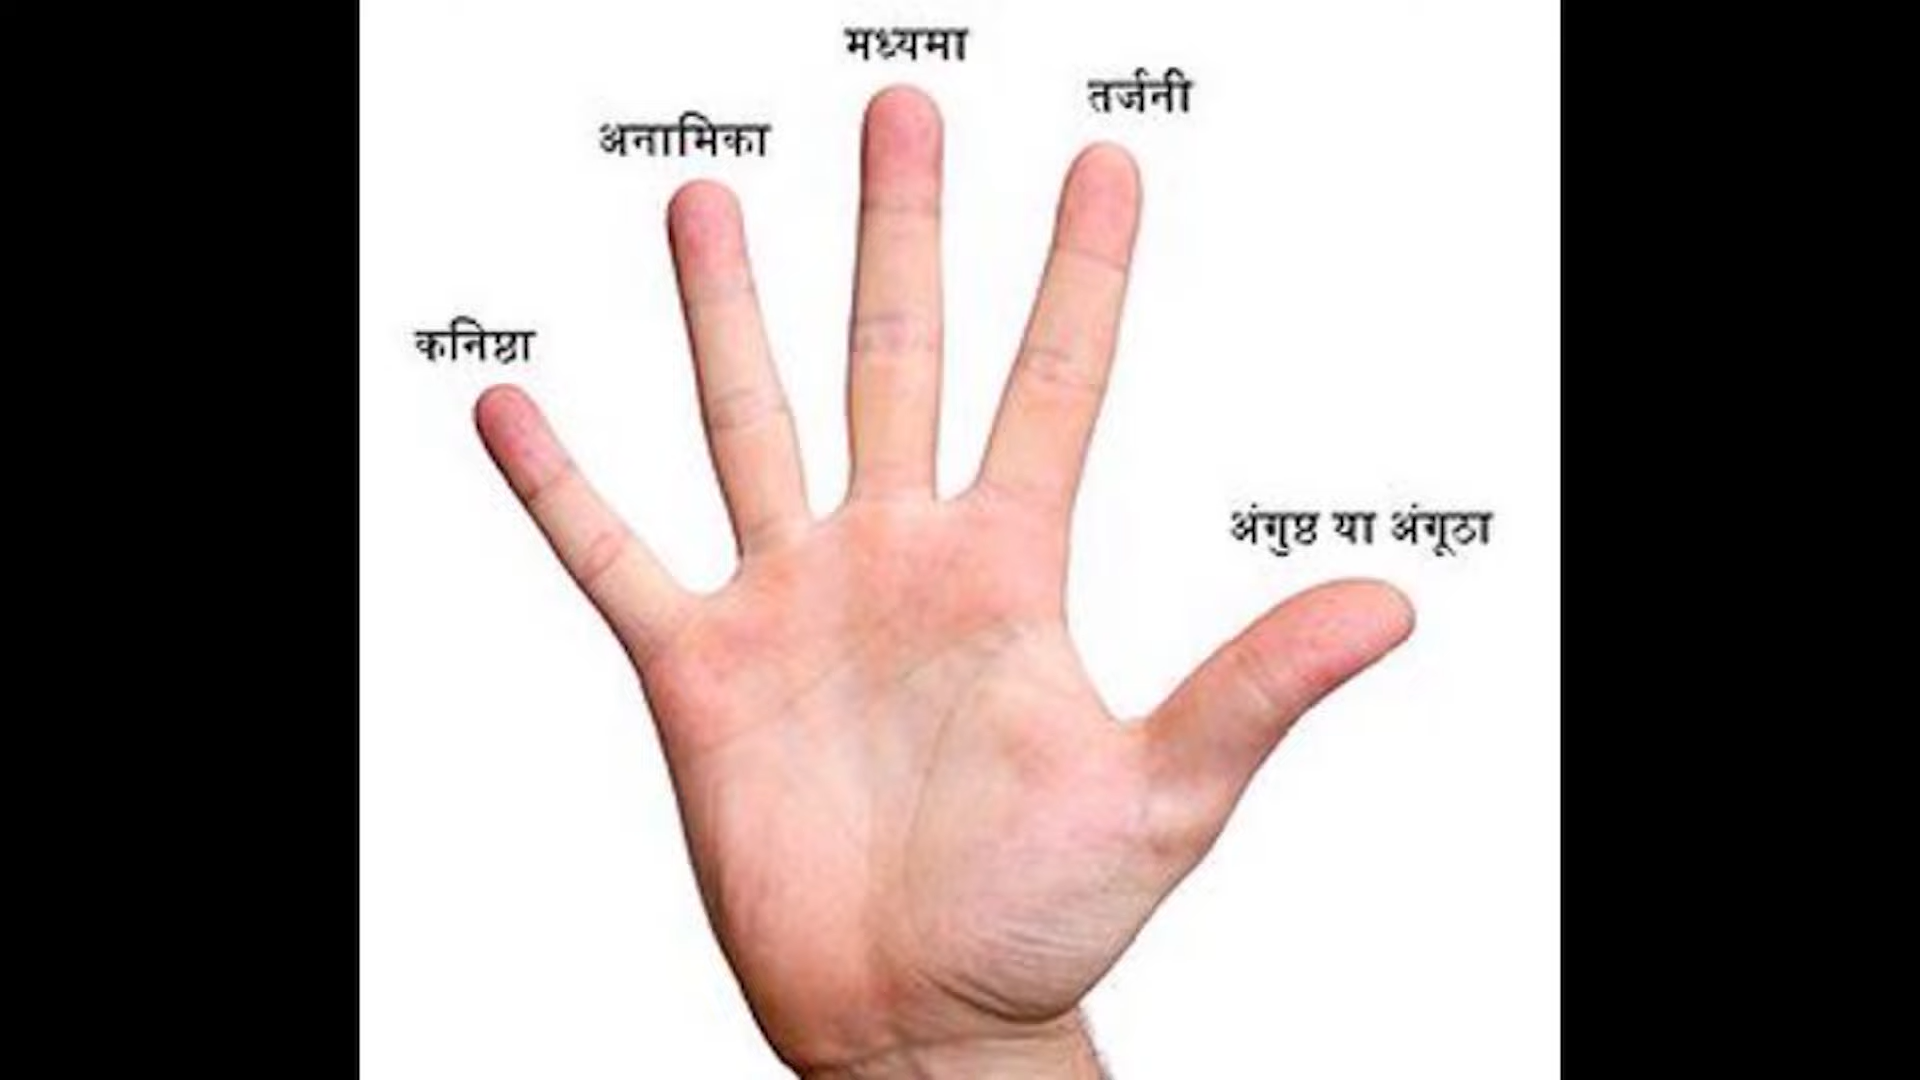 मध्यमा
तर्जनी
अनामिका
कनिष्ठा
अंगुष्ठ या अंगूठा